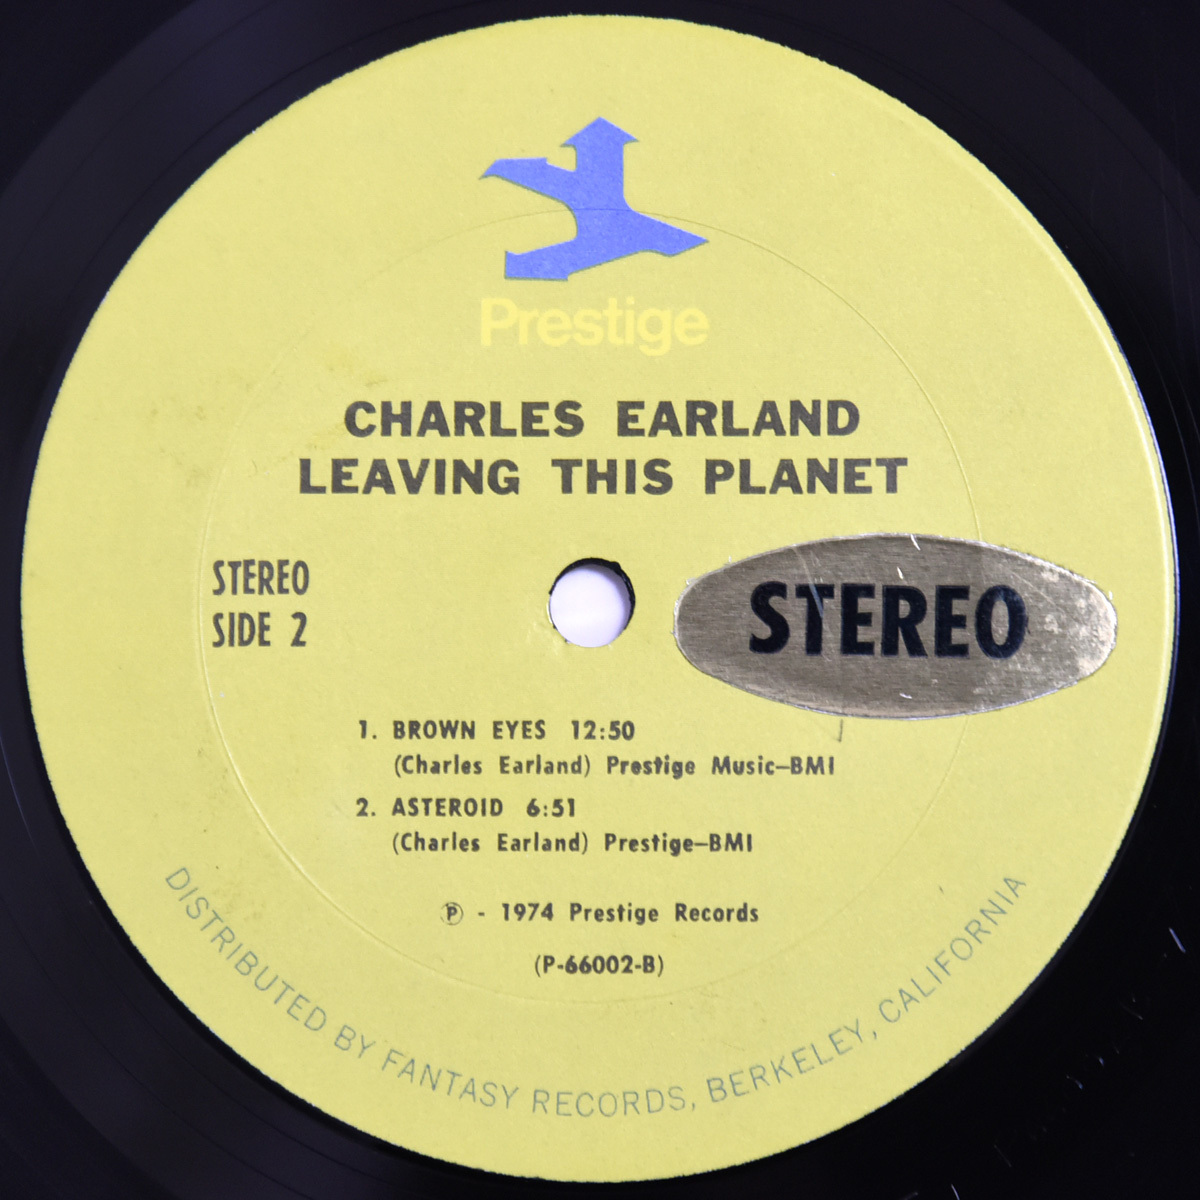 Prestige
CHARLES EARLAND
LEAVING THIS PLANET
STEREO
SIDE 2
STEREO
1. BROWN EYES 12:50
(Charles Earland) Prestige Music—BMI
2. ASTEROID 6:51
(Charles Earland) Prestige—BMI
℗ - 1974 Prestige Records
(P-66002-B)
DISTRIBUTED BY FANTASY RECORDS, BERKELEY, CALIFORNIA